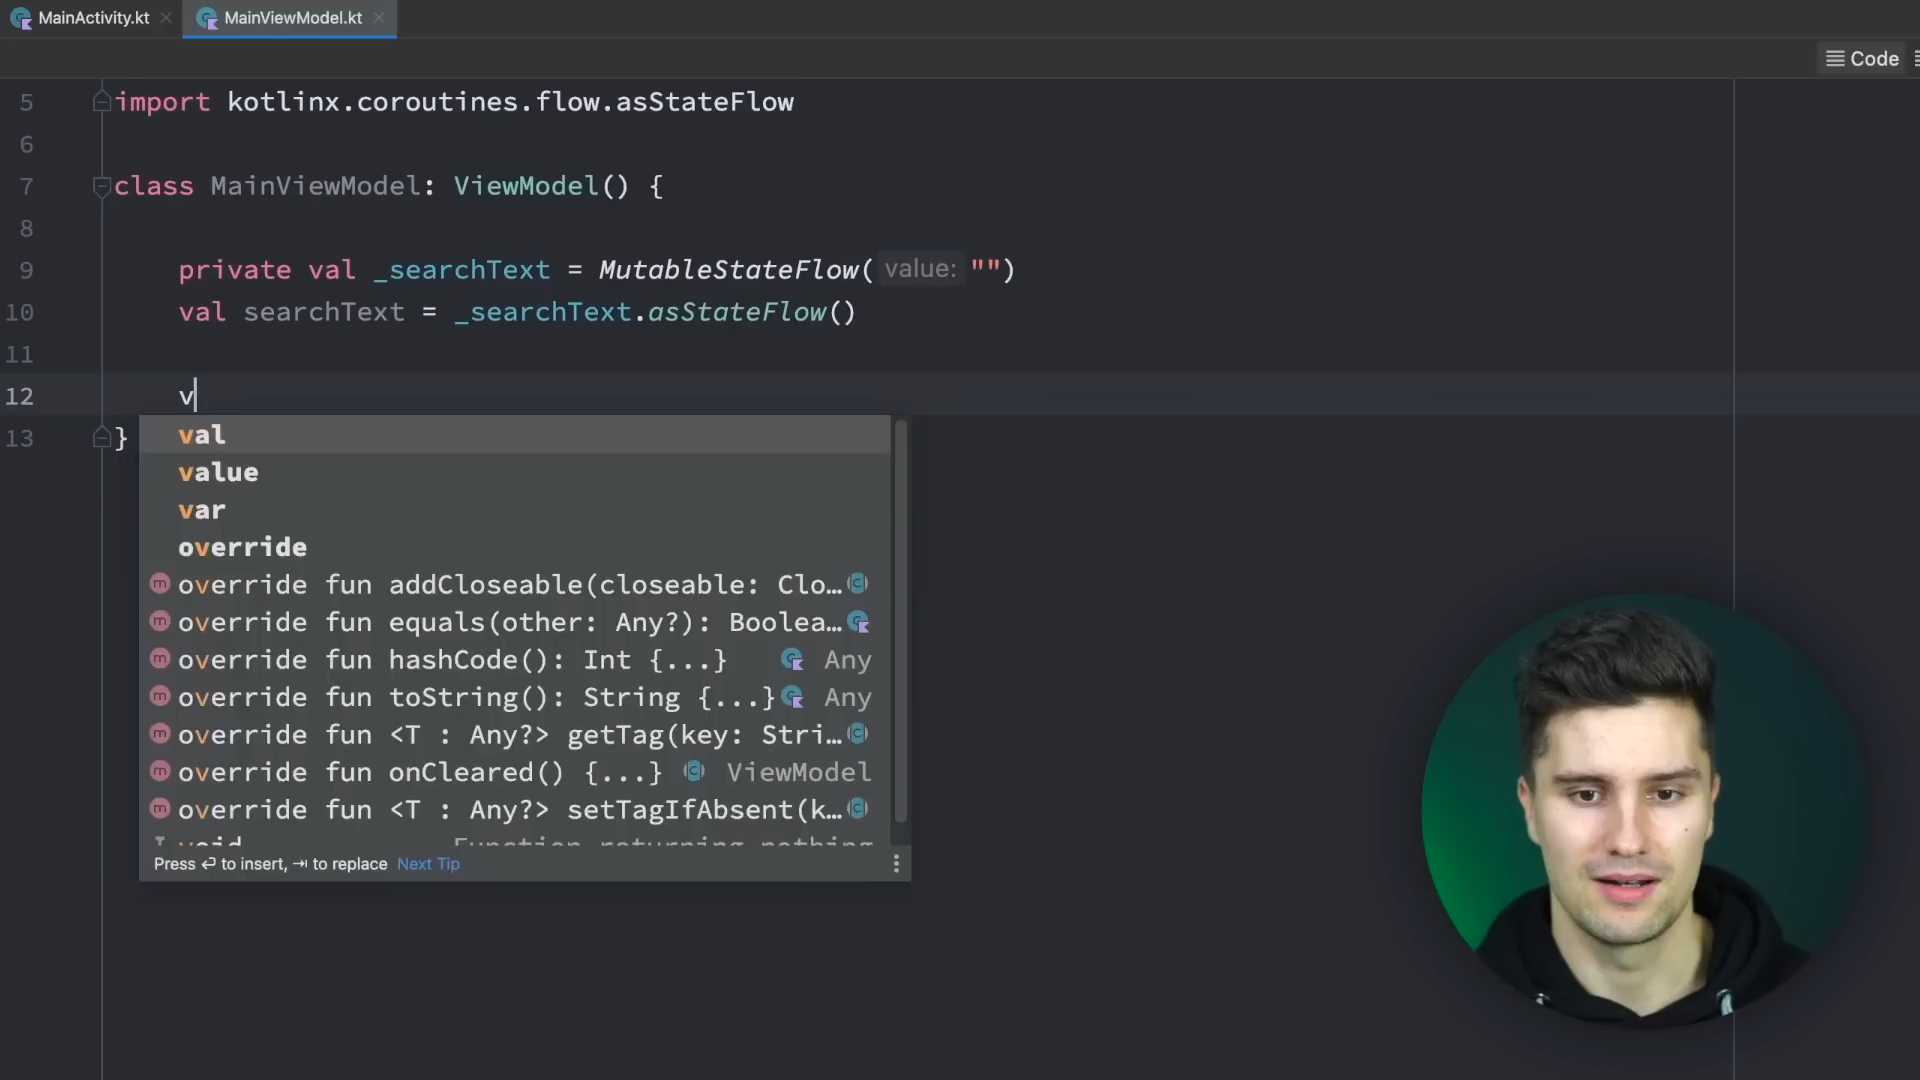 MainActivity.kt
MainViewModel.kt
Code
5 import kotlinx.coroutines.flow.asStateFlow
6
7 class MainViewModel: ViewModel() {
8
9 private val _searchText = MutableStateFlow( value: "")
10 val searchText = _searchText.asStateFlow()
11
12 v
13 }
val
value
var
override
override fun addCloseable(closeable: Clo…
override fun equals(other: Any?): Boolea…
override fun hashCode(): Int {...} Any
override fun toString(): String {...} Any
override fun <T : Any?> getTag(key: Stri…
override fun onCleared() {...} ViewModel
override fun <T : Any?> setTagIfAbsent(k…
void Function returning nothing
Press ↵ to insert, ⇥ to replace Next Tip